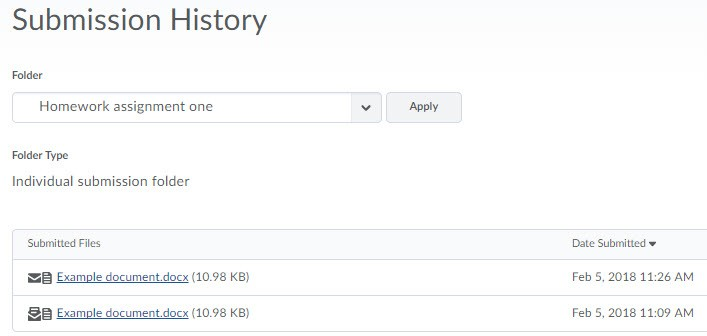 Submission History
Folder
Homework assignment one
Apply
Folder Type
Individual submission folder
Submitted Files Date Submitted
Example document.docx (10.98 KB) Feb 5, 2018 11:26 AM
Example document.docx (10.98 KB) Feb 5, 2018 11:09 AM